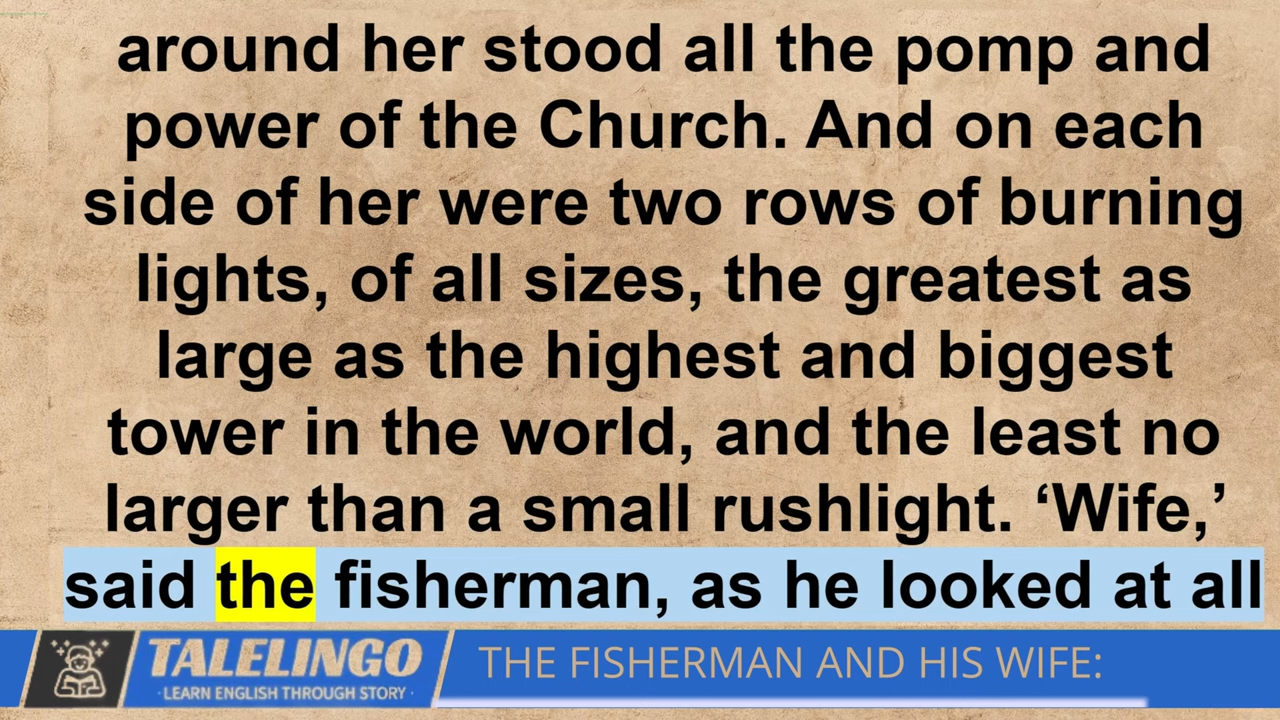 around her stood all the pomp and
power of the Church. And on each
side of her were two rows of burning
lights, of all sizes, the greatest as
large as the highest and biggest
tower in the world, and the least no
larger than a small rushlight. ‘Wife,’
said the fisherman, as he looked at all
TALELINGO
· LEARN ENGLISH THROUGH STORY ·
THE FISHERMAN AND HIS WIFE: